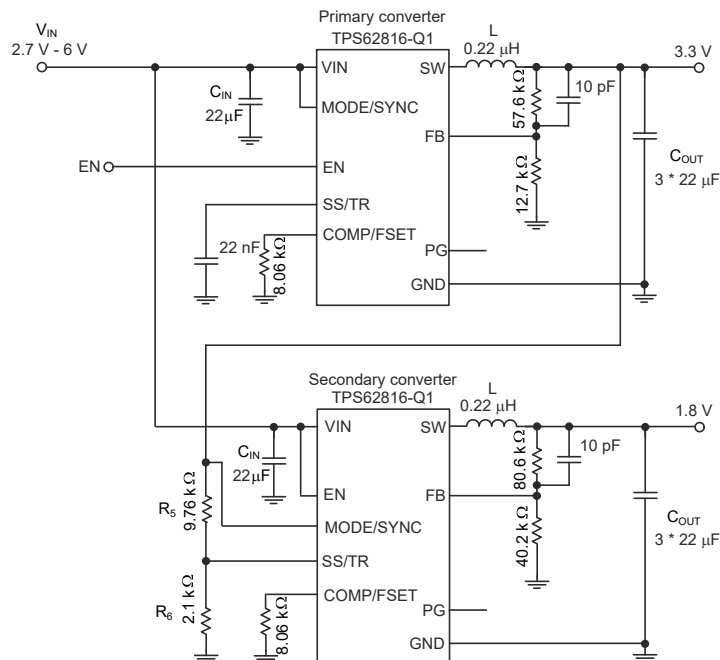 Primary converter
TPS62816-Q1
V_IN
2.7 V - 6 V
L
0.22 μH
3.3 V
VIN
SW
C_IN
22μF
MODE/SYNC
57.6 kΩ
10 pF
FB
C_OUT
3 * 22 μF
EN
EN
12.7 kΩ
SS/TR
COMP/FSET
22 nF
8.06 kΩ
PG
GND
Secondary converter
TPS62816-Q1
L
0.22 μH
1.8 V
VIN
SW
C_IN
22μF
80.6 kΩ
10 pF
EN
FB
R_5
9.76 kΩ
MODE/SYNC
40.2 kΩ
C_OUT
3 * 22 μF
SS/TR
R_6
2.1 kΩ
COMP/FSET
8.06 kΩ
PG
GND